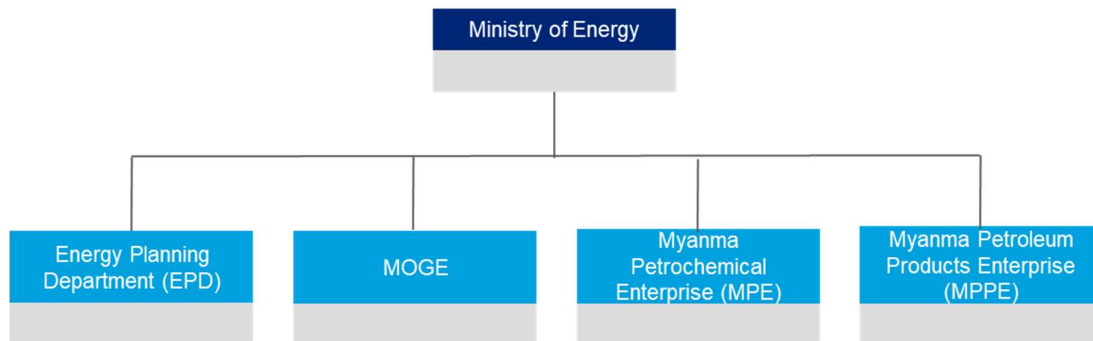 Ministry of Energy
Energy Planning
Department (EPD)
MOGE
Myanma
Petrochemical
Enterprise (MPE)
Myanma Petroleum
Products Enterprise
(MPPE)